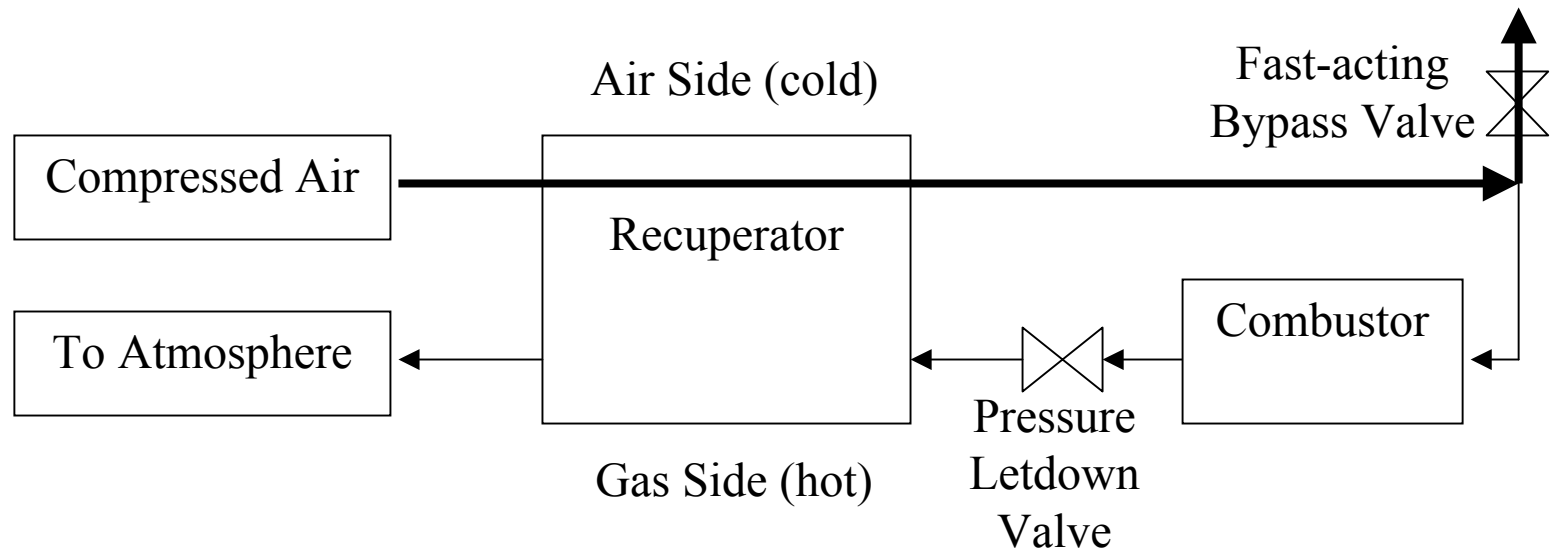 Air Side (cold)
Fast-acting
Bypass Valve
Compressed Air
Recuperator
Combustor
To Atmosphere
Pressure
Letdown
Valve
Gas Side (hot)